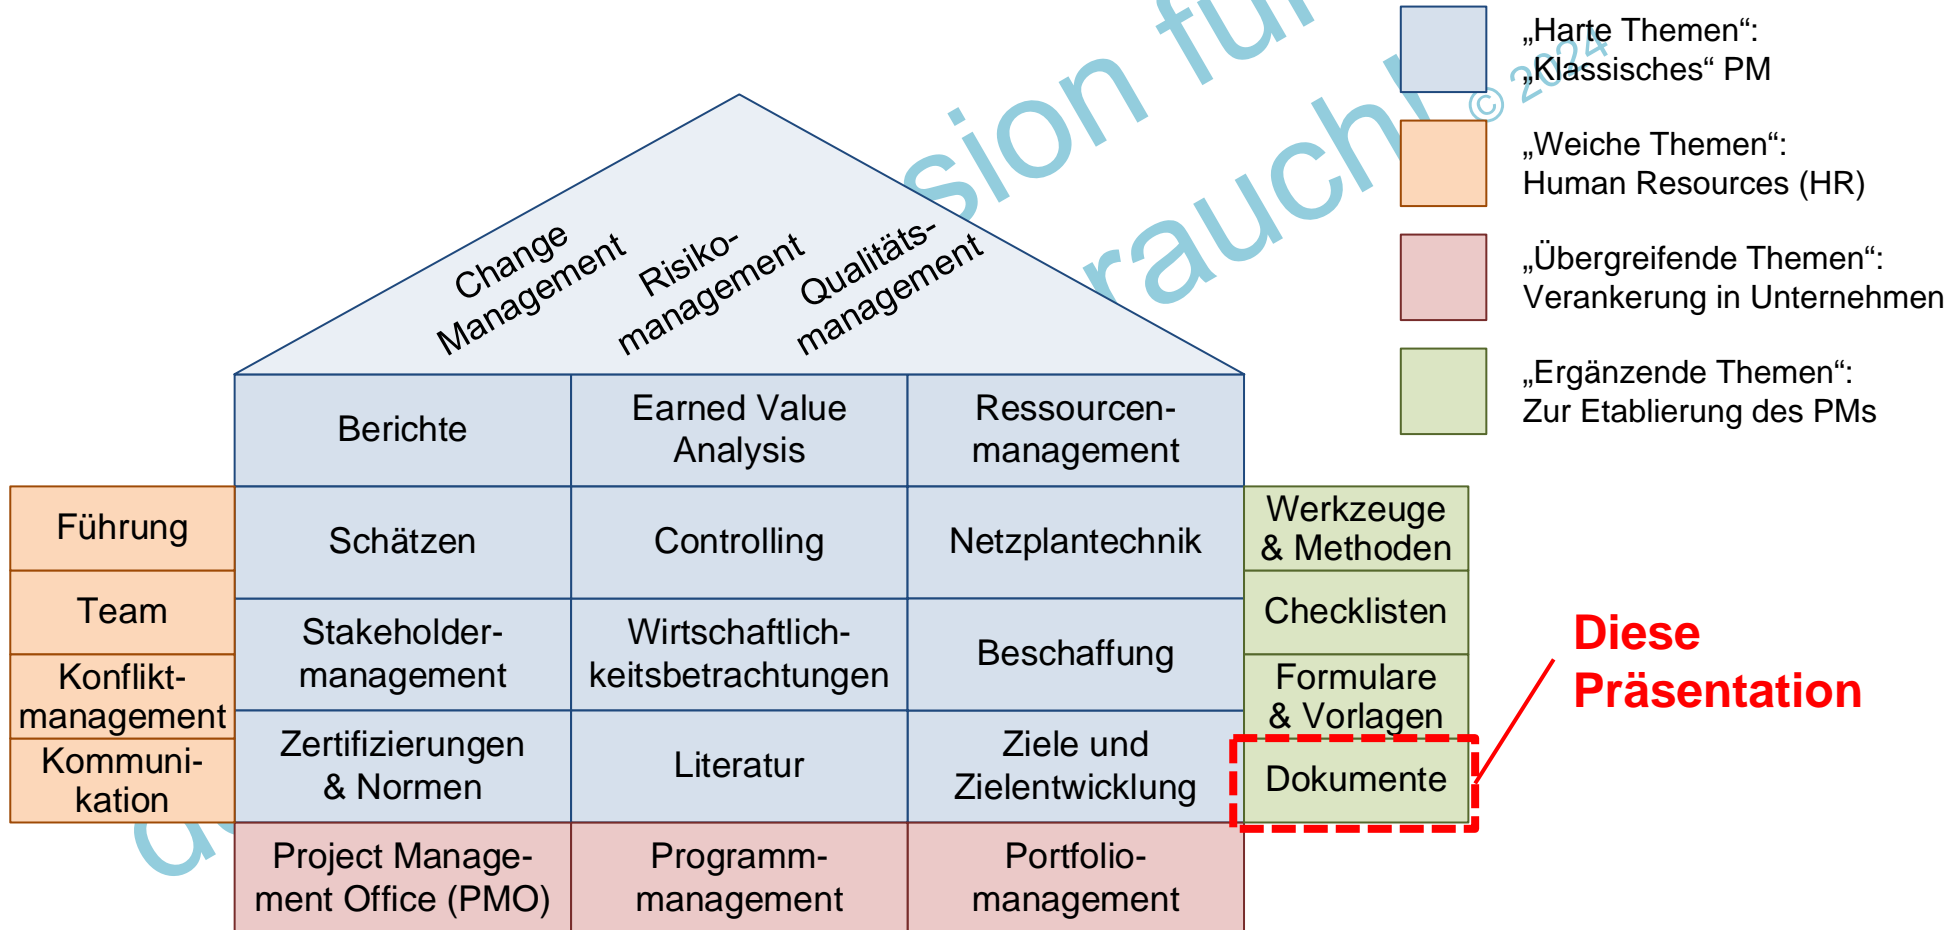 „Harte Themen“:
„Klassisches“ PM
„Weiche Themen“:
Human Resources (HR)
„Übergreifende Themen“:
Verankerung in Unternehmen
„Ergänzende Themen“:
Zur Etablierung des PMs
© 2024
Change
Management
Risiko-
management
Qualitäts-
management
Berichte
Earned Value
Analysis
Ressourcen-
management
Führung
Schätzen
Controlling
Netzplantechnik
Werkzeuge
& Methoden
Team
Stakeholder-
management
Wirtschaftlich-
keitsbetrachtungen
Beschaffung
Checklisten
Konflikt-
management
Formulare
& Vorlagen
Kommuni-
kation
Zertifizierungen
& Normen
Literatur
Ziele und
Zielentwicklung
Dokumente
Diese
Präsentation
Project Manage-
ment Office (PMO)
Programm-
management
Portfolio-
management